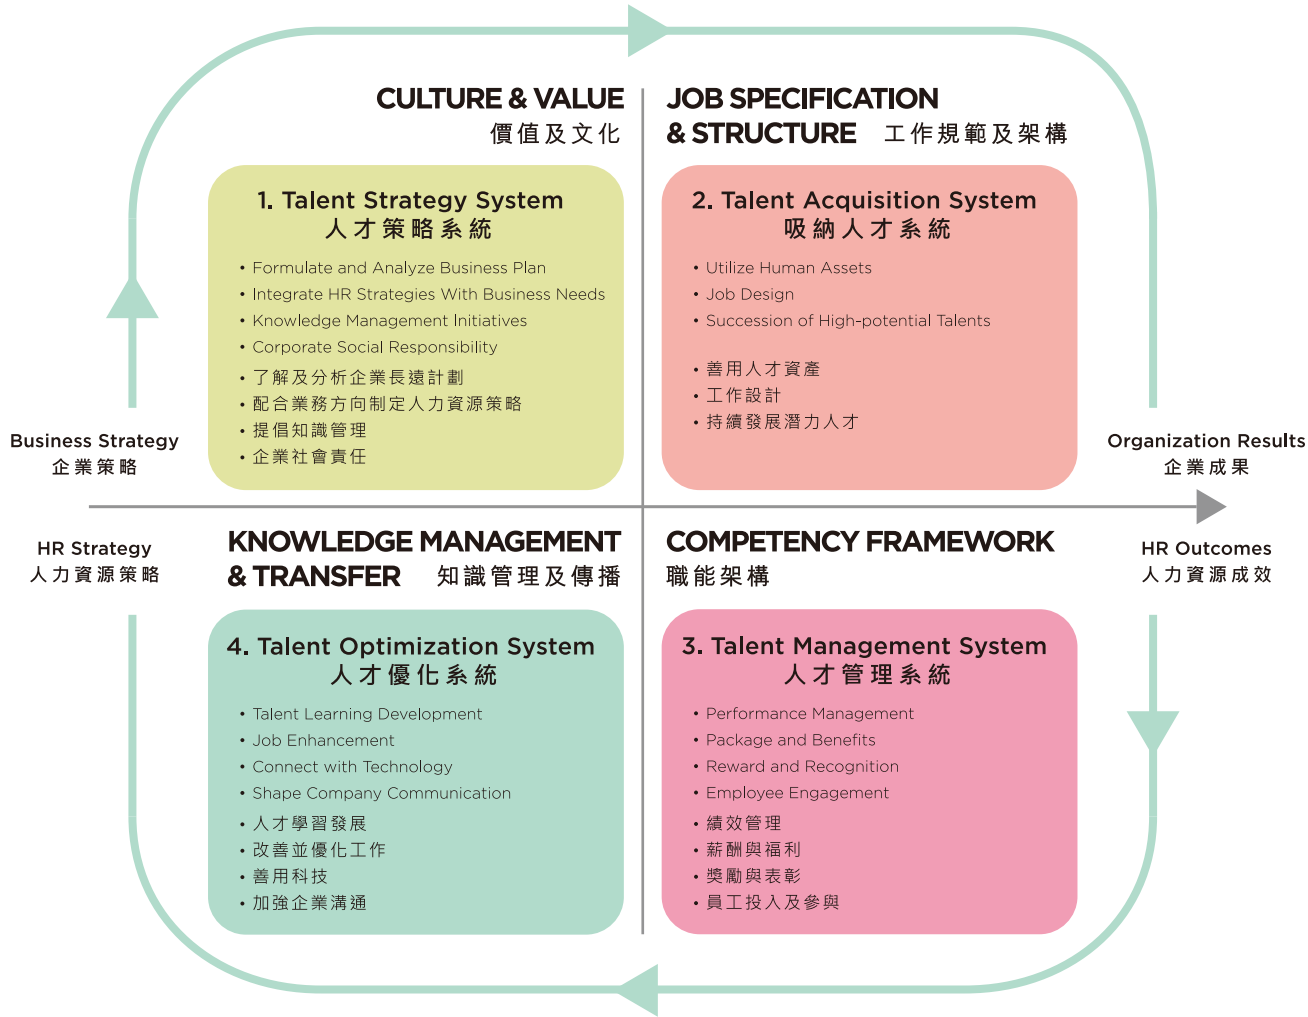 CULTURE & VALUE
價值及文化
JOB SPECIFICATION
& STRUCTURE 工作規範及架構
1. Talent Strategy System
人才策略系統
• Formulate and Analyze Business Plan
• Integrate HR Strategies With Business Needs
• Knowledge Management Initiatives
• Corporate Social Responsibility
• 了解及分析企業長遠計劃
• 配合業務方向制定人力資源策略
• 提倡知識管理
• 企業社會責任
2. Talent Acquisition System
吸納人才系統
• Utilize Human Assets
• Job Design
• Succession of High-potential Talents
• 善用人才資產
• 工作設計
• 持續發展潛力人才
Business Strategy
企業策略
Organization Results
企業成果
HR Strategy
人力資源策略
HR Outcomes
人力資源成效
KNOWLEDGE MANAGEMENT
& TRANSFER 知識管理及傳播
COMPETENCY FRAMEWORK
職能架構
4. Talent Optimization System
人才優化系統
• Talent Learning Development
• Job Enhancement
• Connect with Technology
• Shape Company Communication
• 人才學習發展
• 改善並優化工作
• 善用科技
• 加強企業溝通
3. Talent Management System
人才管理系統
• Performance Management
• Package and Benefits
• Reward and Recognition
• Employee Engagement
• 績效管理
• 薪酬與福利
• 獎勵與表彰
• 員工投入及參與